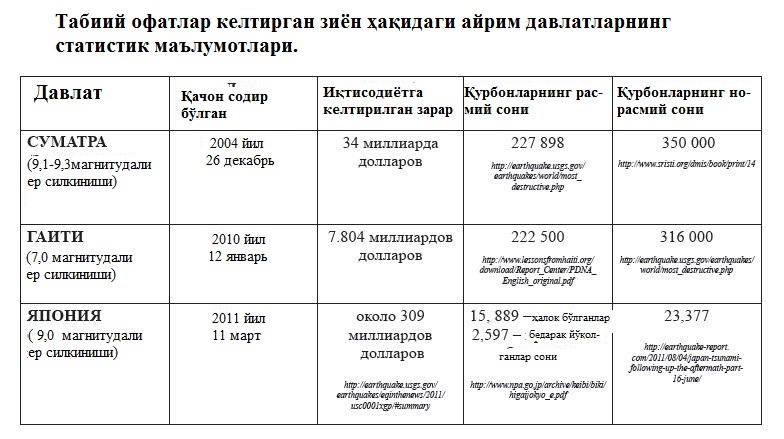 Табиий офатлар келтирган зиён ҳақидаги айрим давлатларнинг
статистик маълумотлари.
Давлат
Қачон содир
бўлган
Иқтисодиётга
келтирилган зарар
Қурбонларнинг рас-
мий сони
Қурбонларнинг но-
расмий сони
СУМАТРА
(9,1-9,3магнитудали
ер силкиниши)
2004 йил
26 декабрь
34 миллиарда
долларов
227 898
http://earthquake.usgs.gov/
earthquakes/world/most_
destructive.php
350 000
http://www.sristi.org/dmis/book/print/14
ГАИТИ
(7,0 магнитудали
ер силкиниши)
2010 йил
12 январь
7.804 миллиардов
долларов
222 500
http://www.lessonsfromhaiti.org/
download/Report_Center/PDNA_
English_original.pdf
316 000
http://earthquake.usgs.gov/earthquakes/
world/most_destructive.php
ЯПОНИЯ
( 9,0 магнитудали
ер силкиниши)
2011 йил
11 март
около 309
миллиардов
долларов
http://earthquake.usgs.gov/
earthquakes/eqinthenews/2011/
usc0001xgp/#summary
15, 889 –ҳалок бўлганлар
2,597 – бедарак йўқол-
ганлар сони
http://www.npa.go.jp/archive/keibi/biki/
higaijokyo_e.pdf
23,377
http://earthquake-report.
com/2011/08/04/japan-tsunami-
following-up-the-aftermath-part-
16-june/